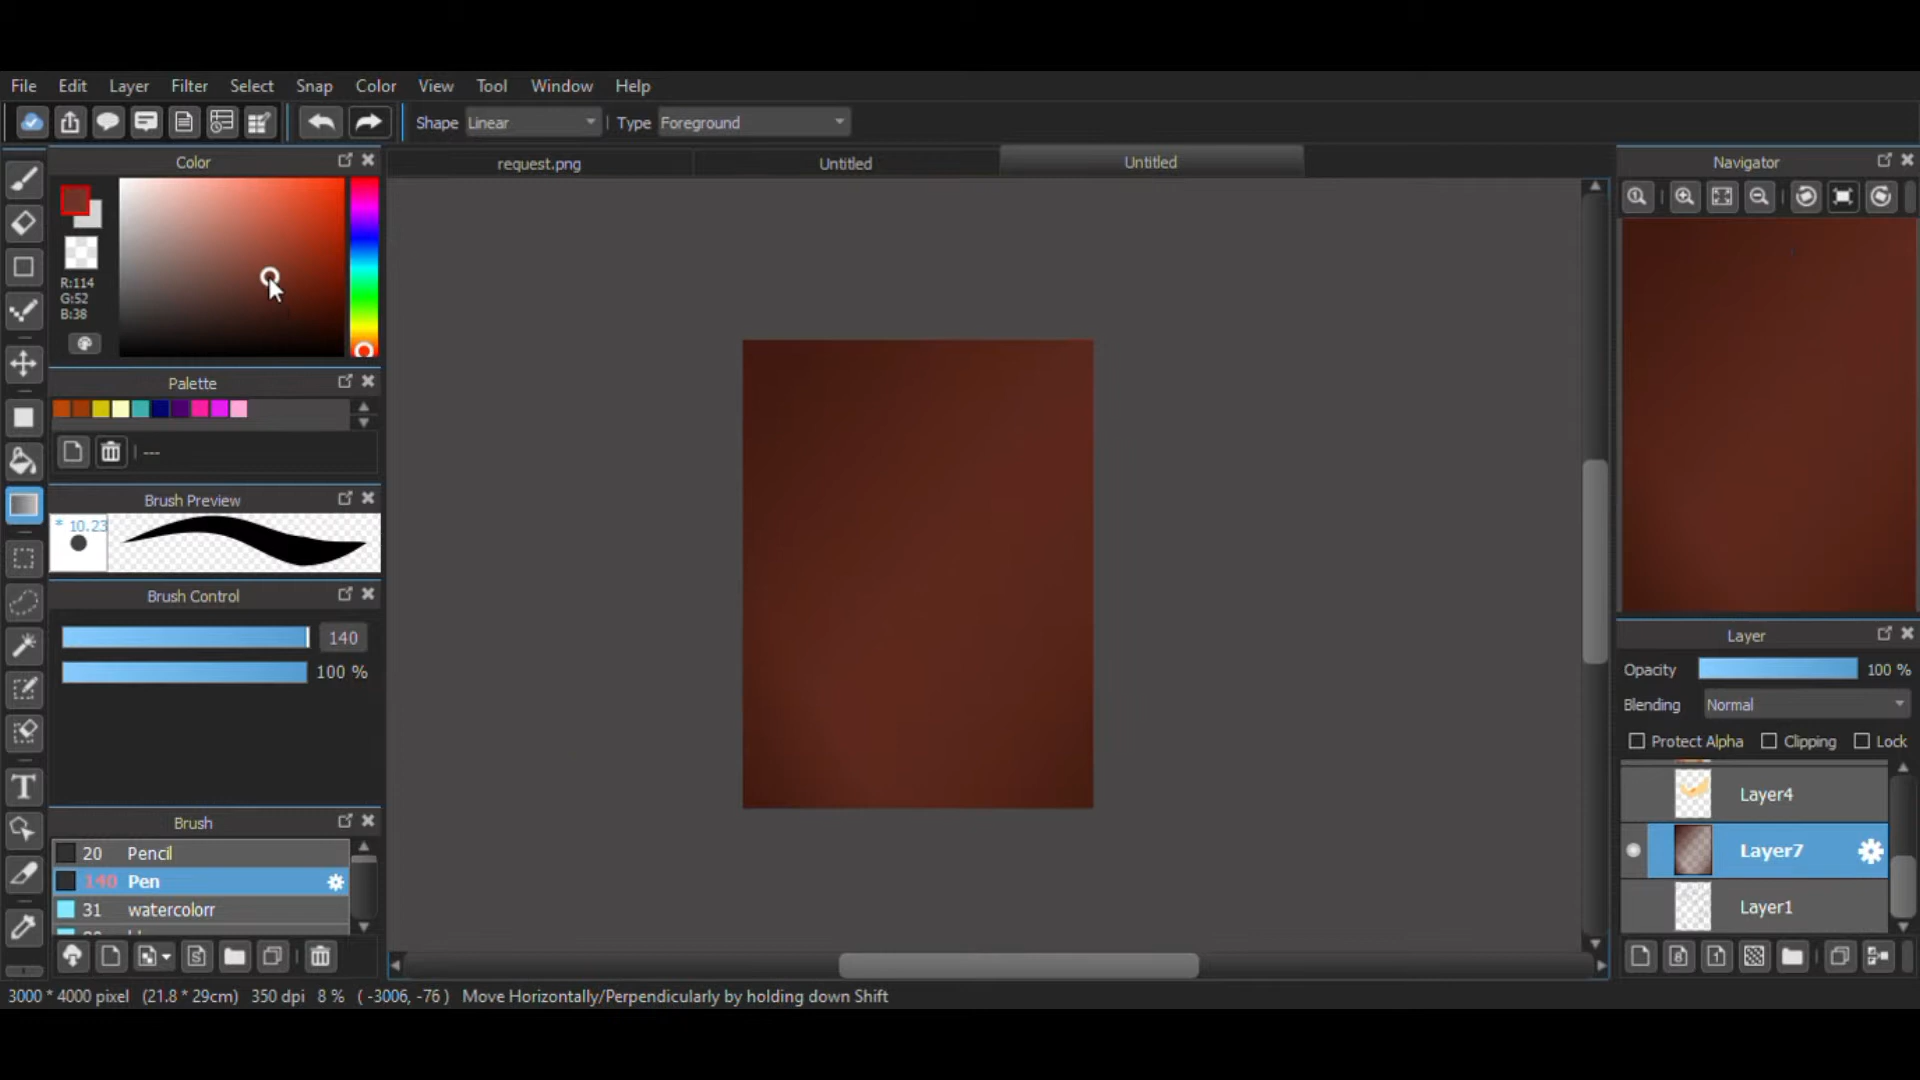 File Edit Layer Filter Select Snap Color View Tool Window Help
Shape Linear Type Foreground
Color
request.png Untitled Untitled
Navigator
R:114
G:52
B:38
Palette
---
Brush Preview
* 10.23
Brush Control
140
100 %
Layer
Opacity 100 %
Blending Normal
Protect Alpha Clipping Lock
Layer4
Layer7
Layer1
Brush
20 Pencil
140 Pen
31 watercolorr
3000 * 4000 pixel (21.8 * 29cm) 350 dpi 8 % ( -3006, -76 ) Move Horizontally/Perpendicularly by holding down Shift